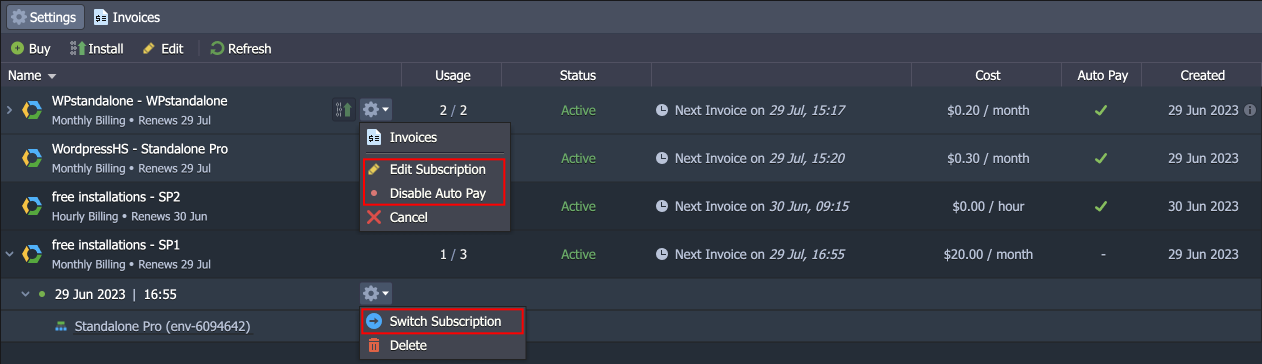 Settings Invoices
Buy Install Edit Refresh
Name Usage Status Cost Auto Pay Created
WPstandalone - WPstandalone
Monthly Billing • Renews 29 Jul
2 / 2 Active Next Invoice on 29 Jul, 15:17 $0.20 / month 29 Jun 2023
Invoices
WordpressHS - Standalone Pro
Monthly Billing • Renews 29 Jul
Active Next Invoice on 29 Jul, 15:20 $0.30 / month 29 Jun 2023
Edit Subscription
Disable Auto Pay
free installations - SP2
Hourly Billing • Renews 30 Jun
Active Next Invoice on 30 Jun, 09:15 $0.00 / hour 30 Jun 2023
Cancel
free installations - SP1
Monthly Billing • Renews 29 Jul
1 / 3 Active Next Invoice on 29 Jul, 16:55 $20.00 / month - 29 Jun 2023
29 Jun 2023 | 16:55
Switch Subscription
Standalone Pro (env-6094642)
Delete